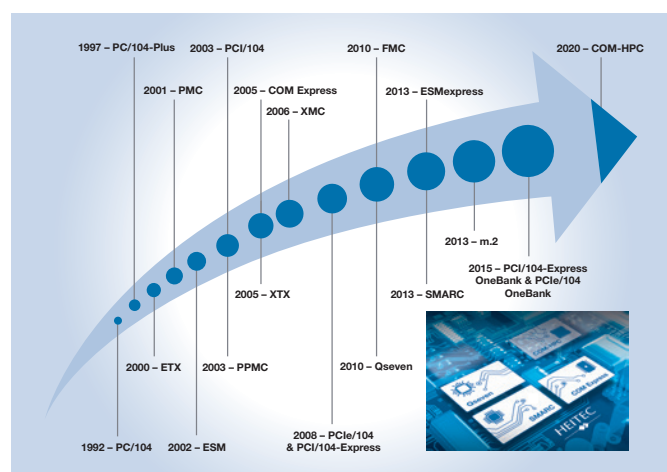 1997 – PC/104-Plus
2003 – PCI/104
2010 – FMC
2020 – COM-HPC
2001 – PMC
2005 – COM Express
2013 – ESMexpress
2006 – XMC
2013 – m.2
2015 – PCI/104-Express
OneBank & PCIe/104
OneBank
2005 – XTX
2013 – SMARC
2000 – ETX
2003 – PPMC
2010 – Qseven
1992 – PC/104
2002 – ESM
2008 – PCIe/104
& PCI/104-Express
COM-HPC
Qseven
COM Express
SMARC
HEITEC